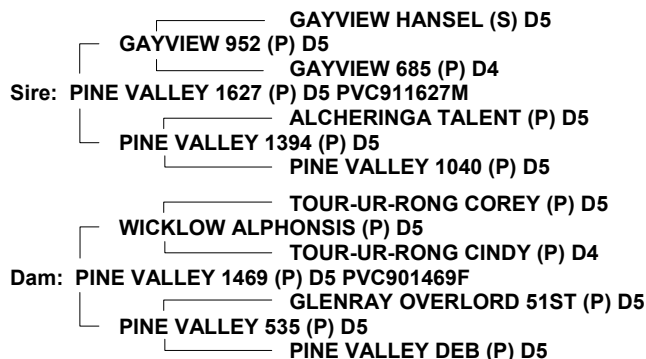 GAYVIEW HANSEL (S) D5
GAYVIEW 952 (P) D5
GAYVIEW 685 (P) D4
Sire: PINE VALLEY 1627 (P) D5 PVC911627M
ALCHERINGA TALENT (P) D5
PINE VALLEY 1394 (P) D5
PINE VALLEY 1040 (P) D5
TOUR-UR-RONG COREY (P) D5
WICKLOW ALPHONSIS (P) D5
TOUR-UR-RONG CINDY (P) D4
Dam: PINE VALLEY 1469 (P) D5 PVC901469F
GLENRAY OVERLORD 51ST (P) D5
PINE VALLEY 535 (P) D5
PINE VALLEY DEB (P) D5